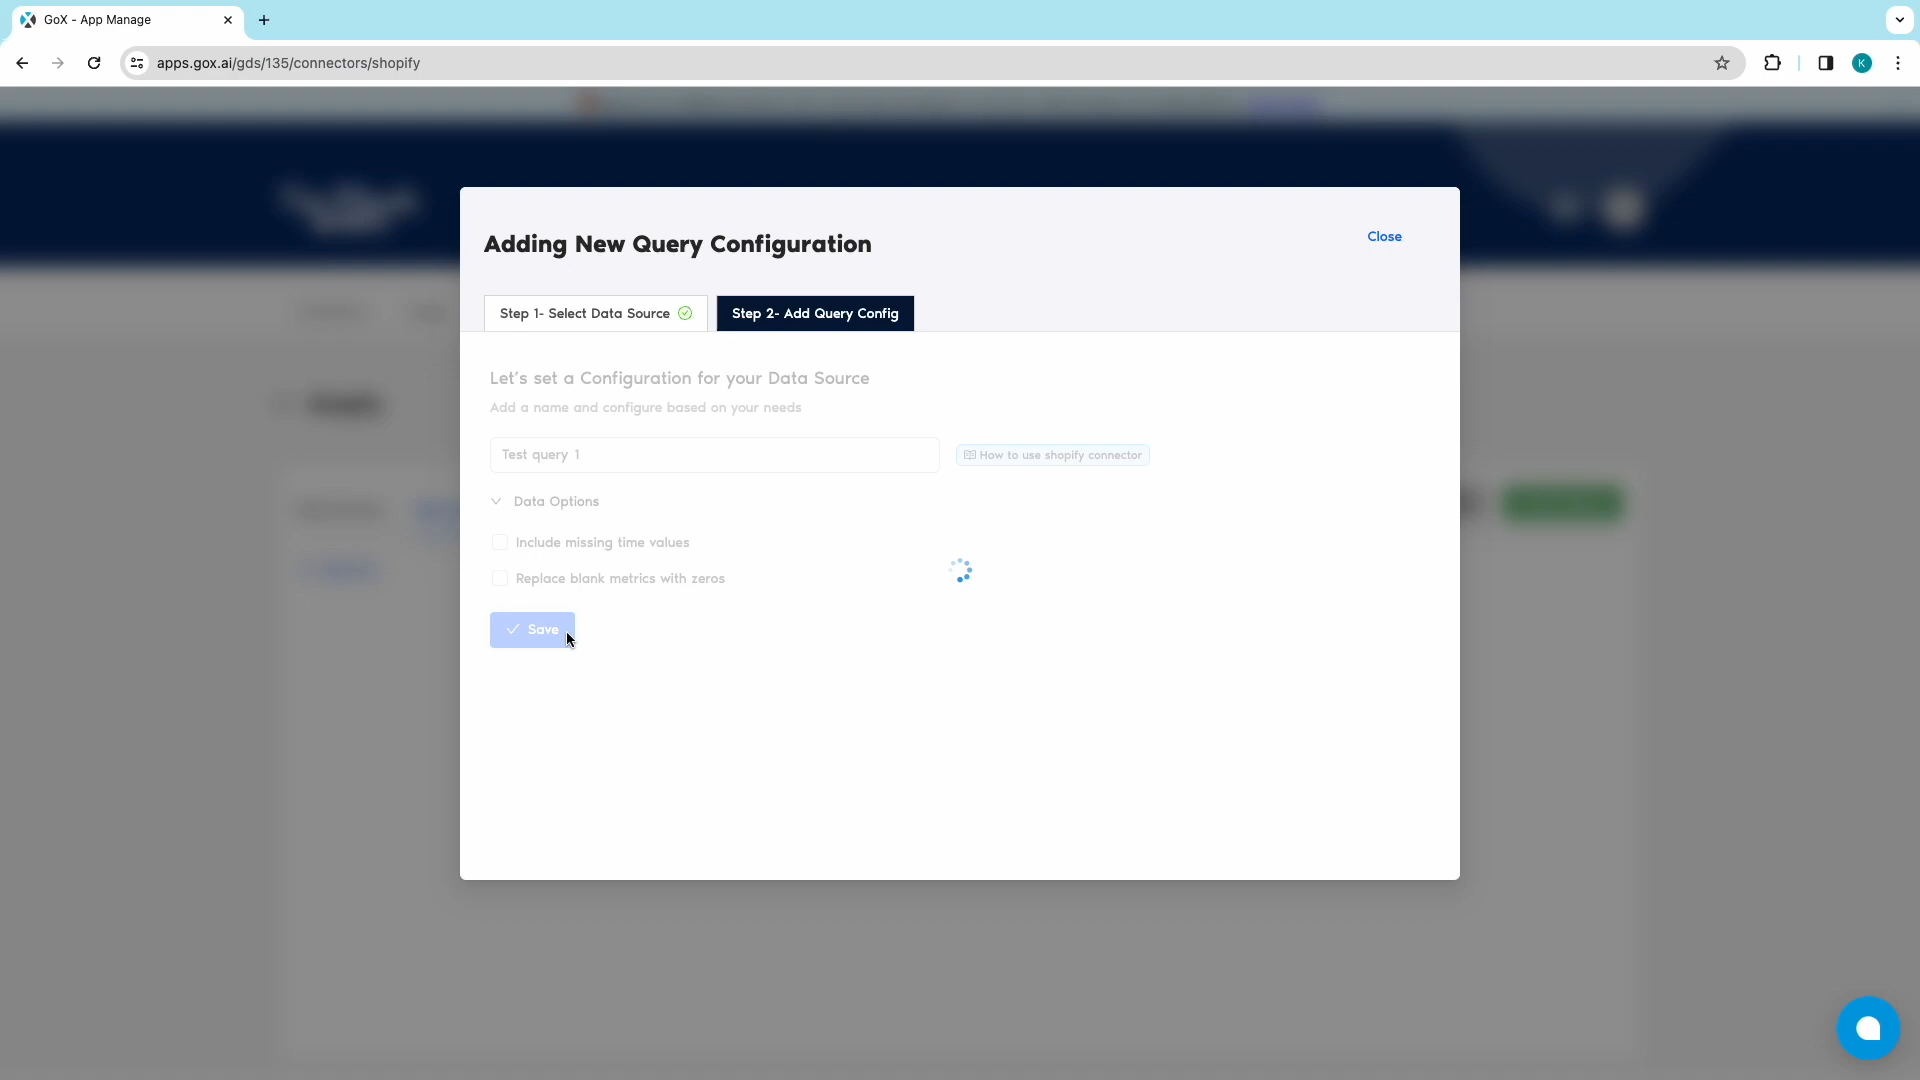 GoX - App Manage
apps.gox.ai/gds/135/connectors/shopify
K
Adding New Query Configuration
Close
Step 1- Select Data Source
Step 2- Add Query Config
Let's set a Configuration for your Data Source
Add a name and configure based on your needs
Test query 1
How to use shopify connector
Data Options
Include missing time values
Replace blank metrics with zeros
Save